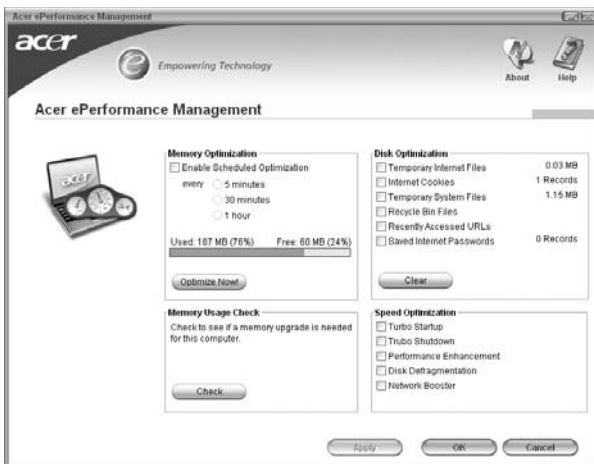 Acer ePerformance Management
acer
Empowering Technology
About
Help
Acer ePerformance Management
acer
Memory Optimization
Enable Scheduled Optimization
every
5 minutes
30 minutes
1 hour
Used: 187 MB (76%) Free: 60 MB (24%)
Optimize Now!
Disk Optimization
Temporary Internet Files 0.03 MB
Internet Cookies 1 Records
Temporary System Files 1.15 MB
Recycle Bin Files
Recently Accessed URLs
Saved Internet Passwords 0 Records
Clear
Memory Usage Check
Check to see if a memory upgrade is needed
for this computer.
Check
Speed Optimization
Turbo Startup
Trubo Shutdown
Performance Enhancement
Disk Defragmentation
Network Booster
Apply
OK
Cancel